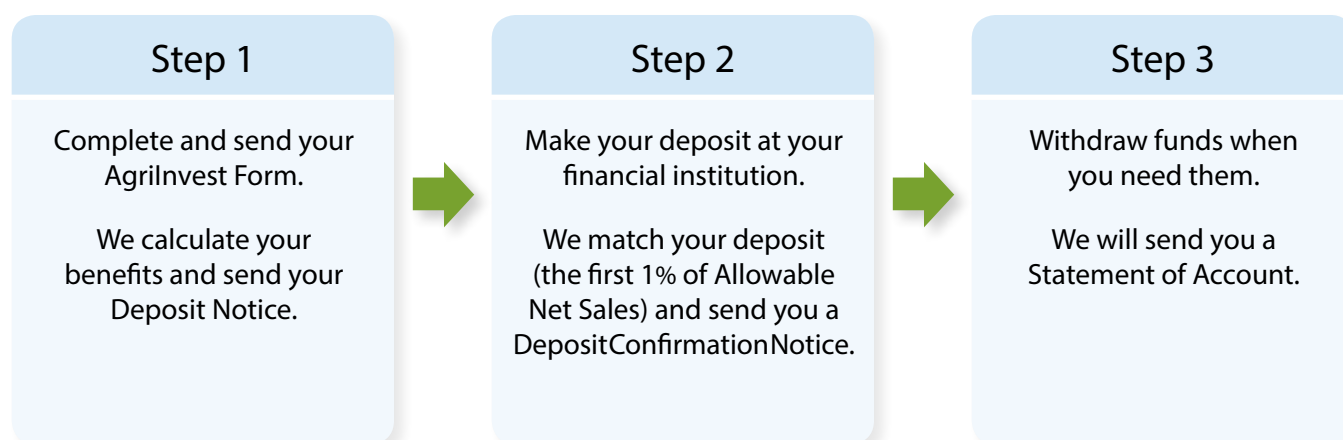 Step 1
Complete and send your
AgriInvest Form.
We calculate your
benefits and send your
Deposit Notice.
Step 2
Make your deposit at your
financial institution.
We match your deposit
(the first 1% of Allowable
Net Sales) and send you a
DepositConfirmationNotice.
Step 3
Withdraw funds when
you need them.
We will send you a
Statement of Account.